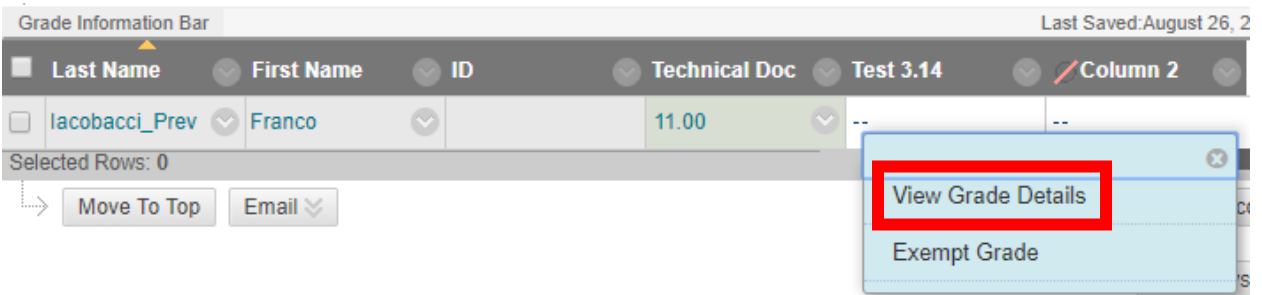 Grade Information Bar Last Saved:August 26, 2
Last Name First Name ID Technical Doc Test 3.14 Column 2
Iacobacci_Prev Franco 11.00 -- --
Selected Rows: 0
Move To Top Email
View Grade Details
Exempt Grade